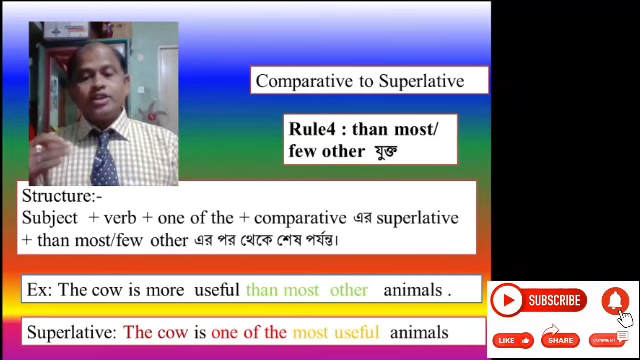 Comparative to Superlative
Rule4 : than most/
few other যুক্ত
Structure:-
Subject + verb + one of the + comparative এর superlative
+ than most/few other এর পর থেকে শেষ পর্যন্ত।
Ex: The cow is more useful than most other animals .
Superlative: The cow is one of the most useful animals
SUBSCRIBE
LIKE SHARE COMMENT